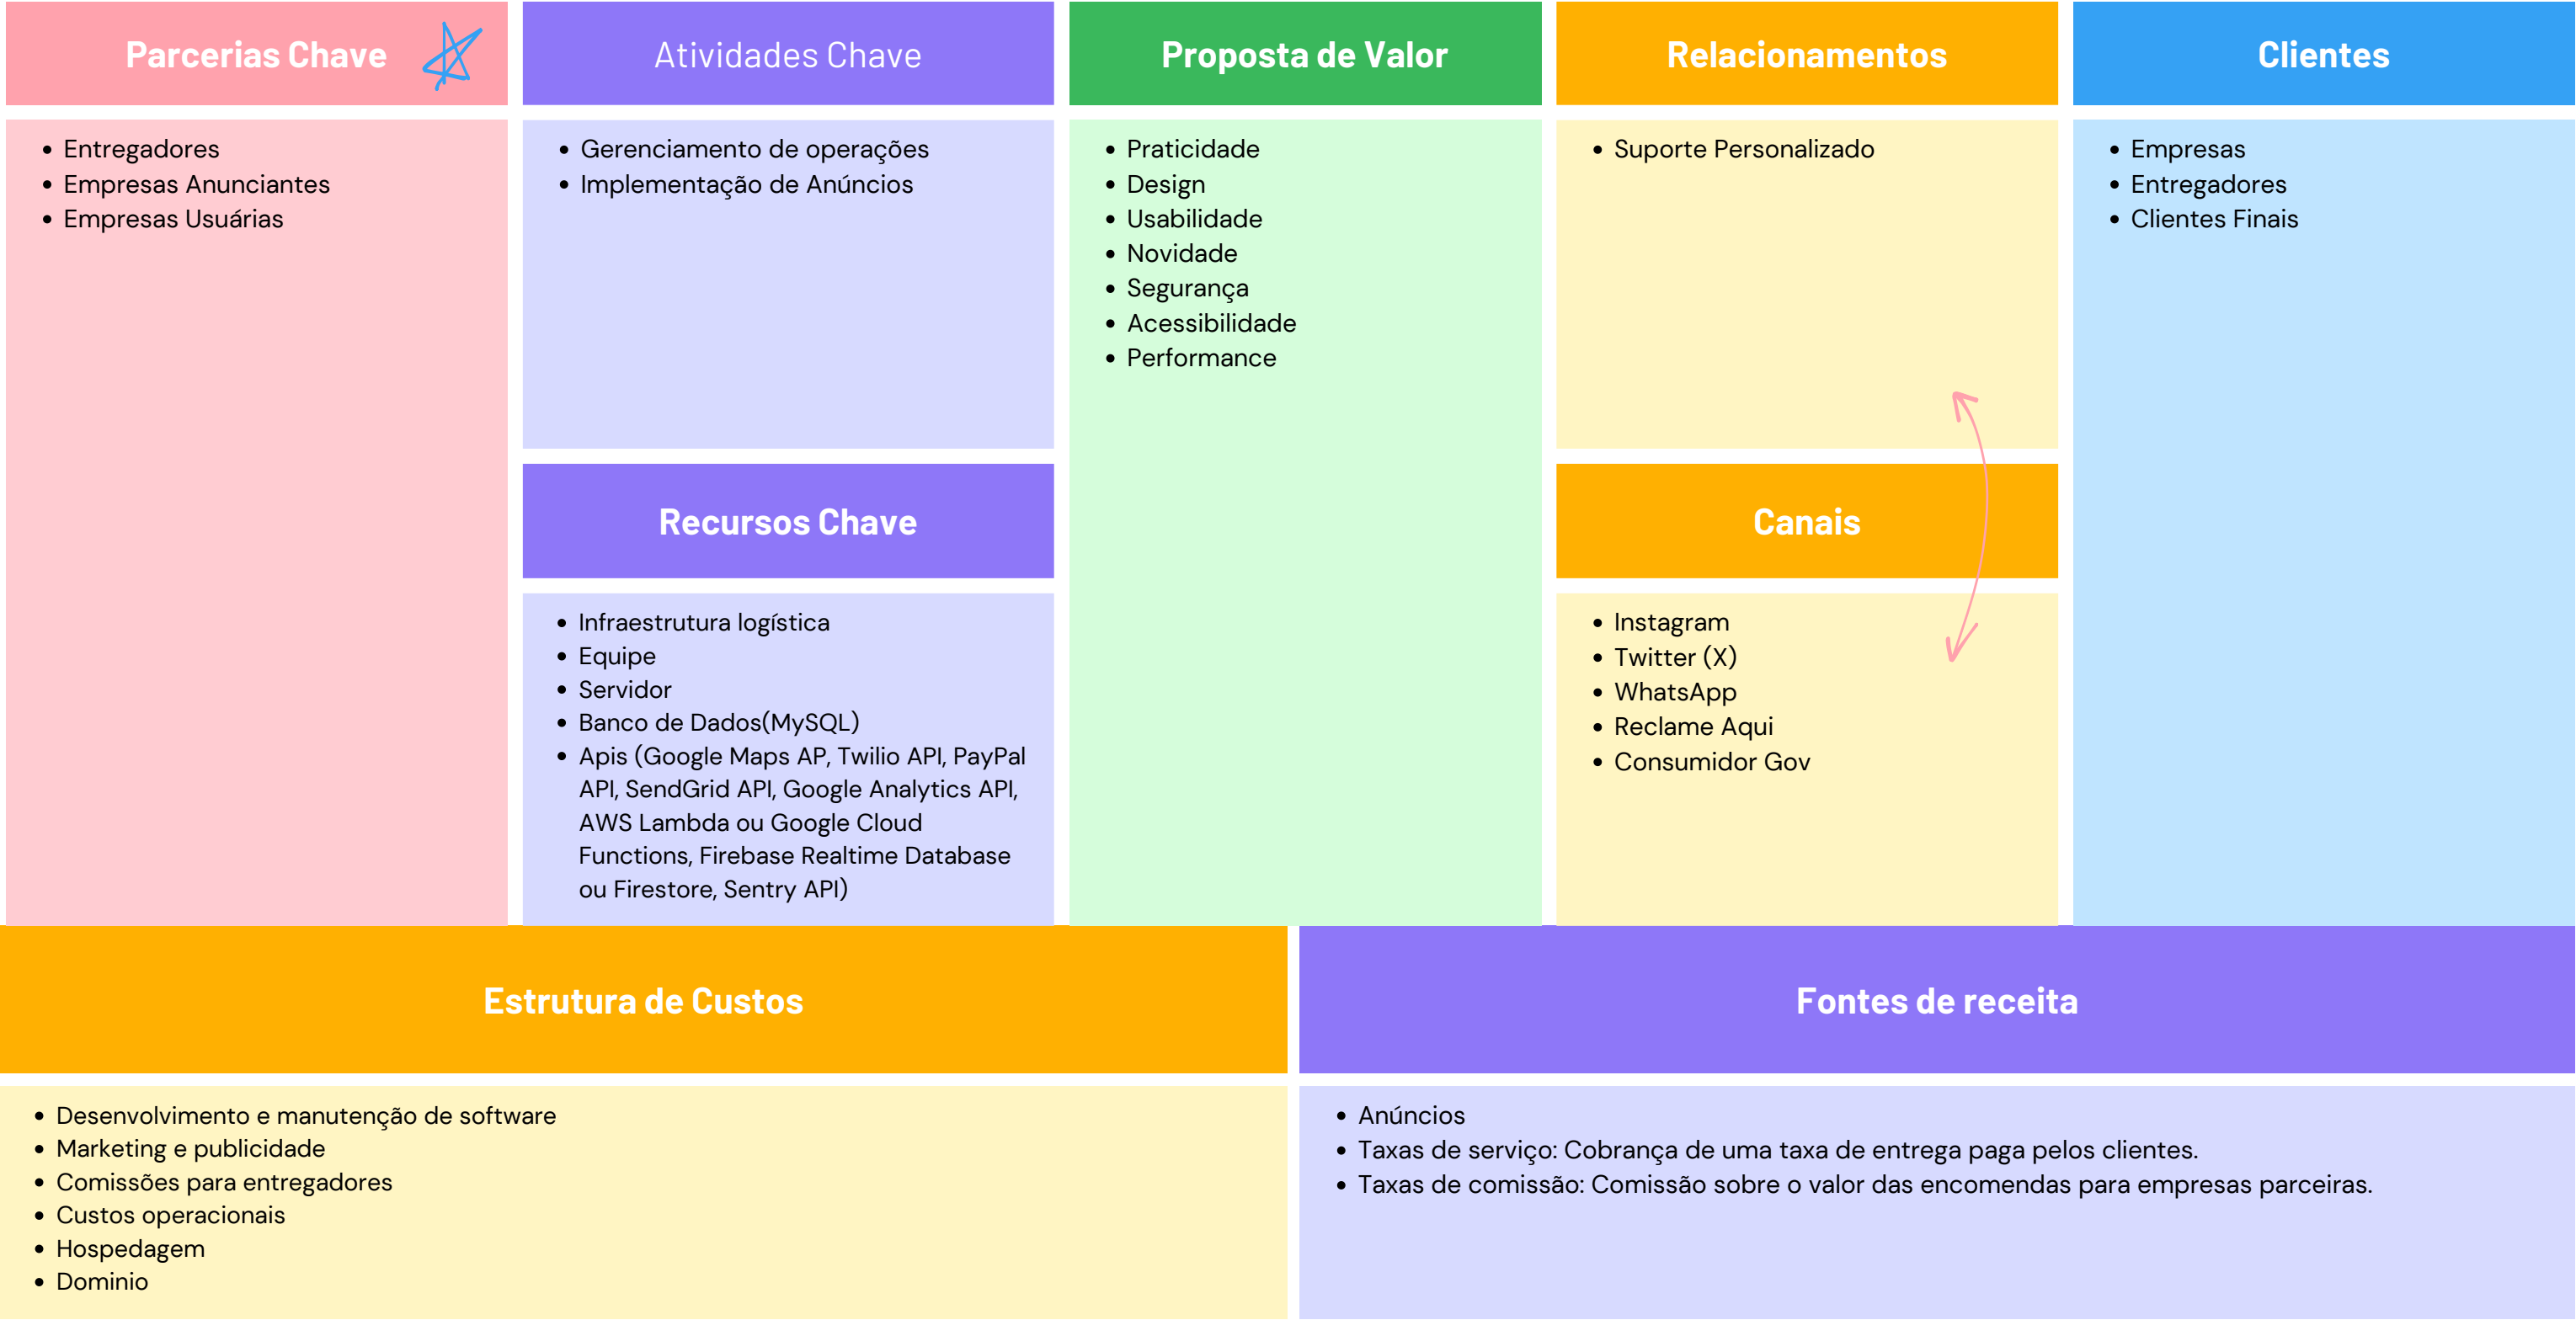 Parcerias Chave
Entregadores
Empresas Anunciantes
Empresas Usuárias
Atividades Chave
Gerenciamento de operações
Implementação de Anúncios
Recursos Chave
Infraestrutura logística
Equipe
Servidor
Banco de Dados(MySQL)
Apis (Google Maps AP, Twilio API, PayPal
API, SendGrid API, Google Analytics API,
AWS Lambda ou Google Cloud
Functions, Firebase Realtime Database
ou Firestore, Sentry API)
Proposta de Valor
Praticidade
Design
Usabilidade
Novidade
Segurança
Acessibilidade
Performance
Relacionamentos
Suporte Personalizado
Canais
Instagram
Twitter (X)
WhatsApp
Reclame Aqui
Consumidor Gov
Clientes
Empresas
Entregadores
Clientes Finais
Estrutura de Custos
Desenvolvimento e manutenção de software
Marketing e publicidade
Comissões para entregadores
Custos operacionais
Hospedagem
Dominio
Fontes de receita
Anúncios
Taxas de serviço: Cobrança de uma taxa de entrega paga pelos clientes.
Taxas de comissão: Comissão sobre o valor das encomendas para empresas parceiras.